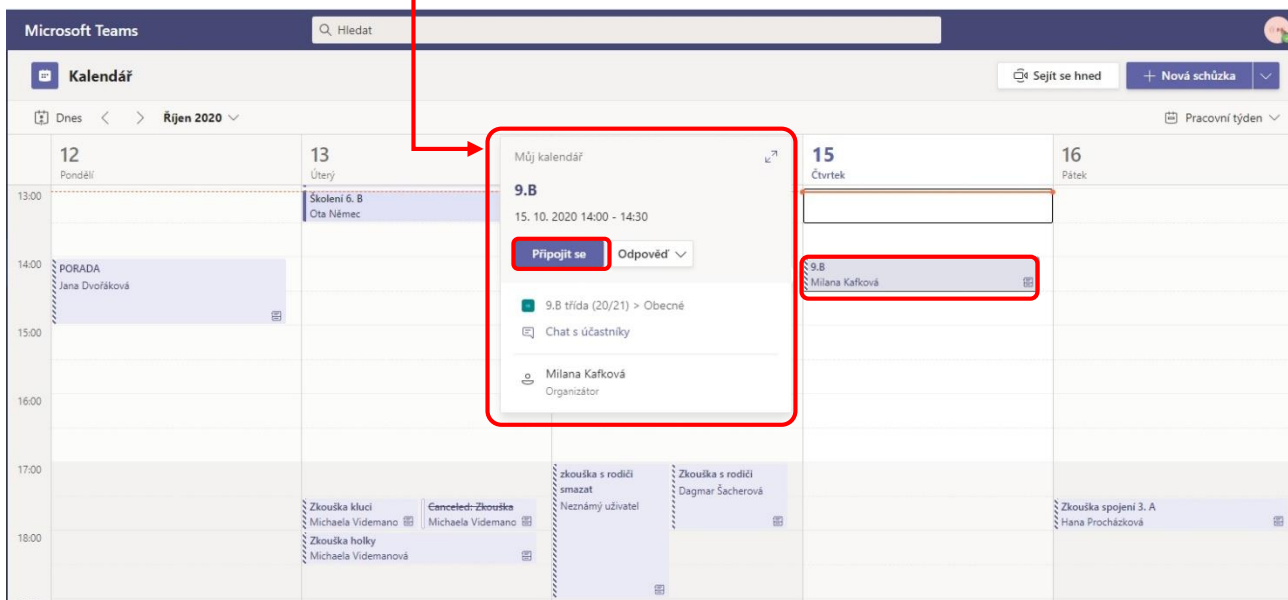 Microsoft Teams
Hledat
Kalendář
Sejít se hned
+ Nová schůzka
Dnes
Říjen 2020
Pracovní týden
12
Pondělí
13
Úterý
15
Čtvrtek
16
Pátek
Můj kalendář
9.B
15. 10. 2020 14:00 - 14:30
Připojit se
Odpověď
9.B třída (20/21) > Obecné
Chat s účastníky
Milana Kafková
Organizátor
13:00
Školení 6. B
Ota Němec
14:00
PORADA
Jana Dvořáková
9.B
Milana Kafková
15:00
16:00
17:00
zkouška s rodiči
smazat
Neznámý uživatel
Zkouška s rodiči
Dagmar Šacherová
Zkouška kluci
Michaela Videmano
Canceled: Zkouška
Michaela Videmano
Zkouška spojení 3. A
Hana Procházková
18:00
Zkouška holky
Michaela Videmanová